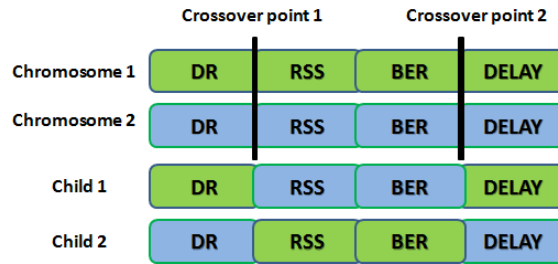 Crossover point 1 Crossover point 2
Chromosome 1 DR RSS BER DELAY
Chromosome 2 DR RSS BER DELAY
Child 1 DR RSS BER DELAY
Child 2 DR RSS BER DELAY